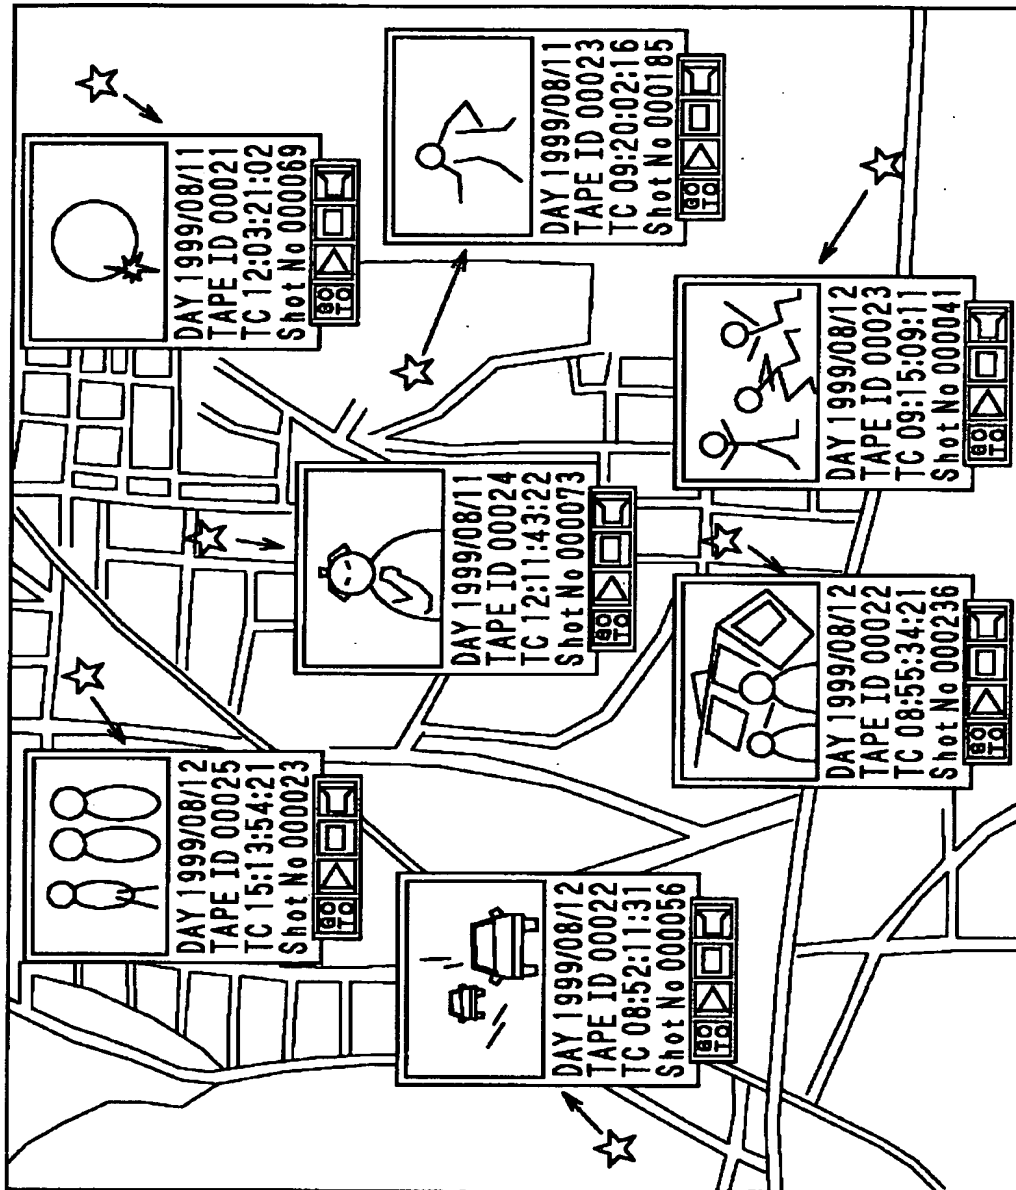 DAY 1999/08/12
TAPE ID 00025
TC 15:13:54:21
Shot No 000023
GO
TO
DAY 1999/08/11
TAPE ID 00021
TC 12:03:21:02
Shot No 000069
GO
TO
DAY 1999/08/11
TAPE ID 00024
TC 12:11:43:22
Shot No 000073
GO
TO
DAY 1999/08/12
TAPE ID 00022
TC 08:52:11:31
Shot No 000056
GO
TO
DAY 1999/08/11
TAPE ID 00023
TC 09:20:02:16
Shot No 000185
GO
TO
DAY 1999/08/12
TAPE ID 00022
TC 08:55:34:21
Shot No 000236
GO
TO
DAY 1999/08/12
TAPE ID 00023
TC 09:15:09:11
Shot No 000041
GO
TO